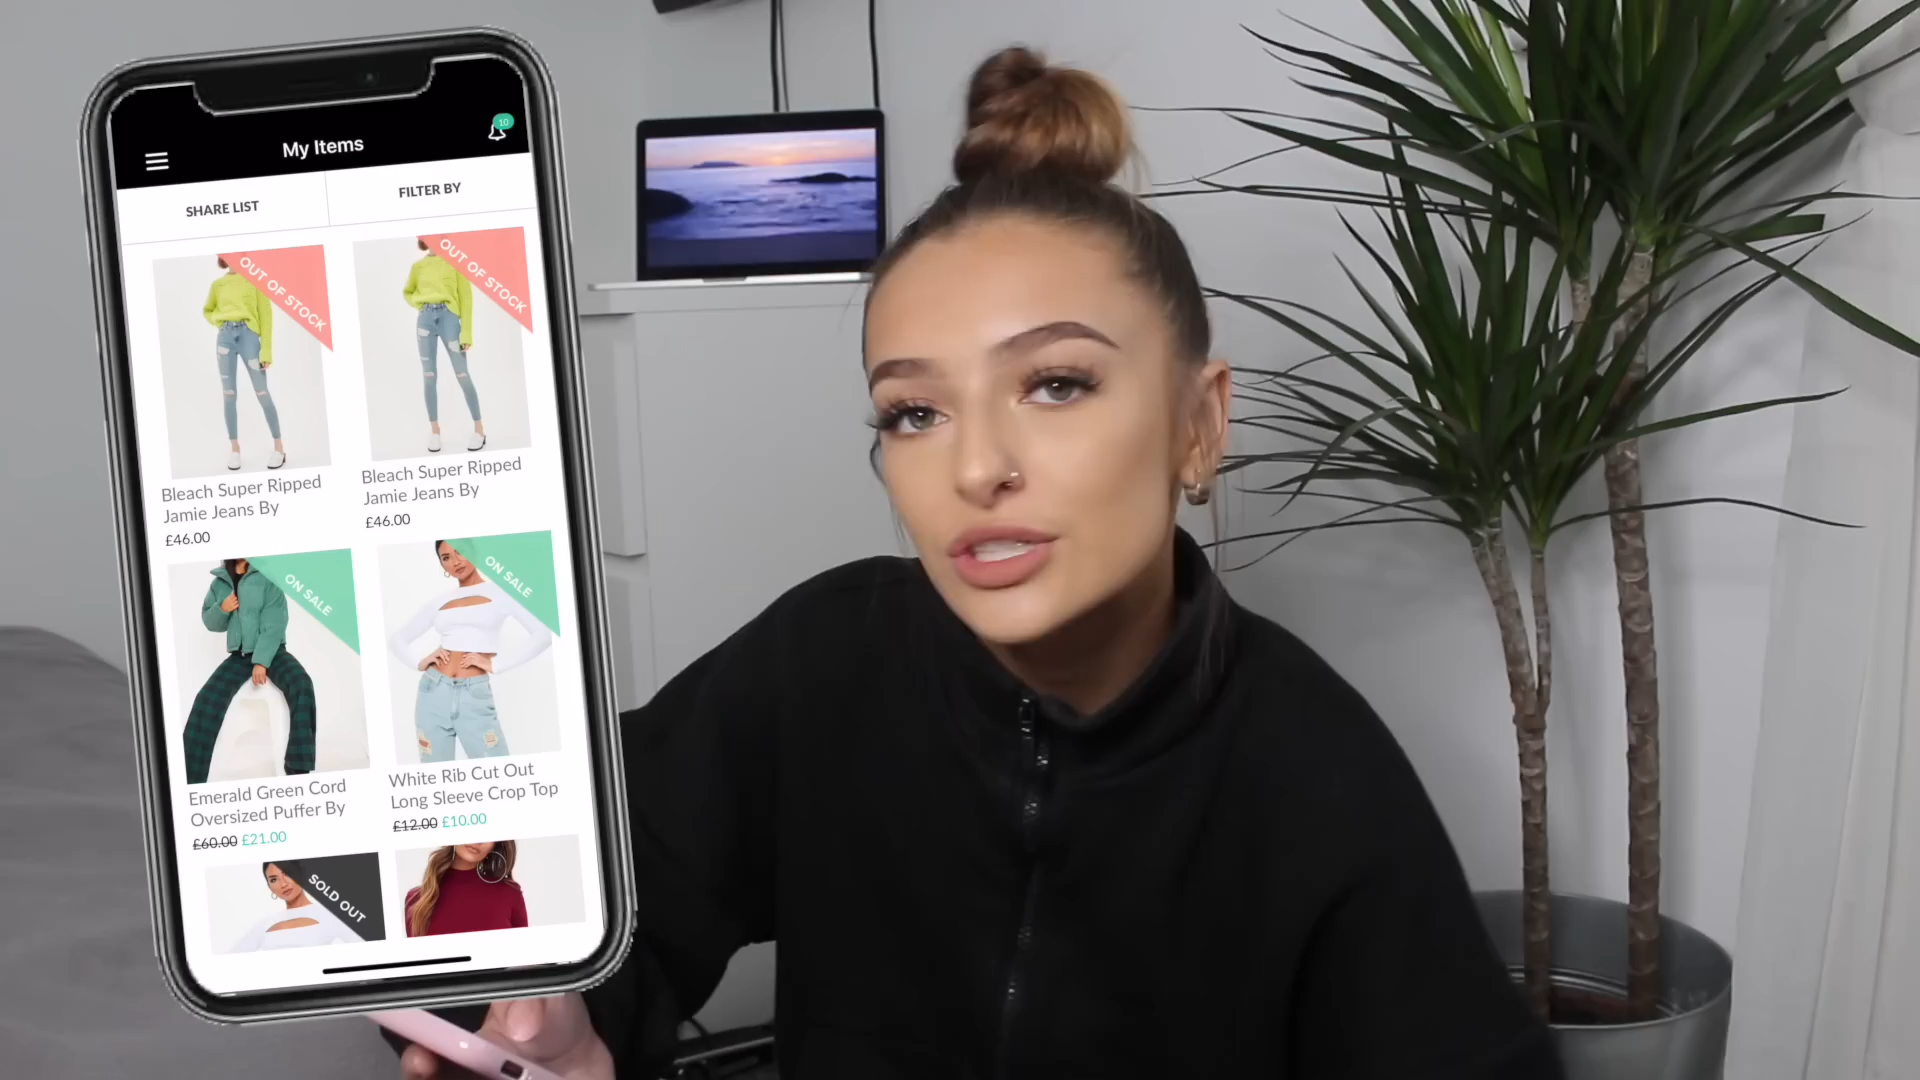 My Items
10
SHARE LIST
FILTER BY
OUT OF STOCK
OUT OF STOCK
Bleach Super Ripped
Jamie Jeans By
£46.00
Bleach Super Ripped
Jamie Jeans By
£46.00
ON SALE
ON SALE
Emerald Green Cord
Oversized Puffer By
£60.00 £21.00
White Rib Cut Out
Long Sleeve Crop Top
£12.00 £10.00
SOLD OUT